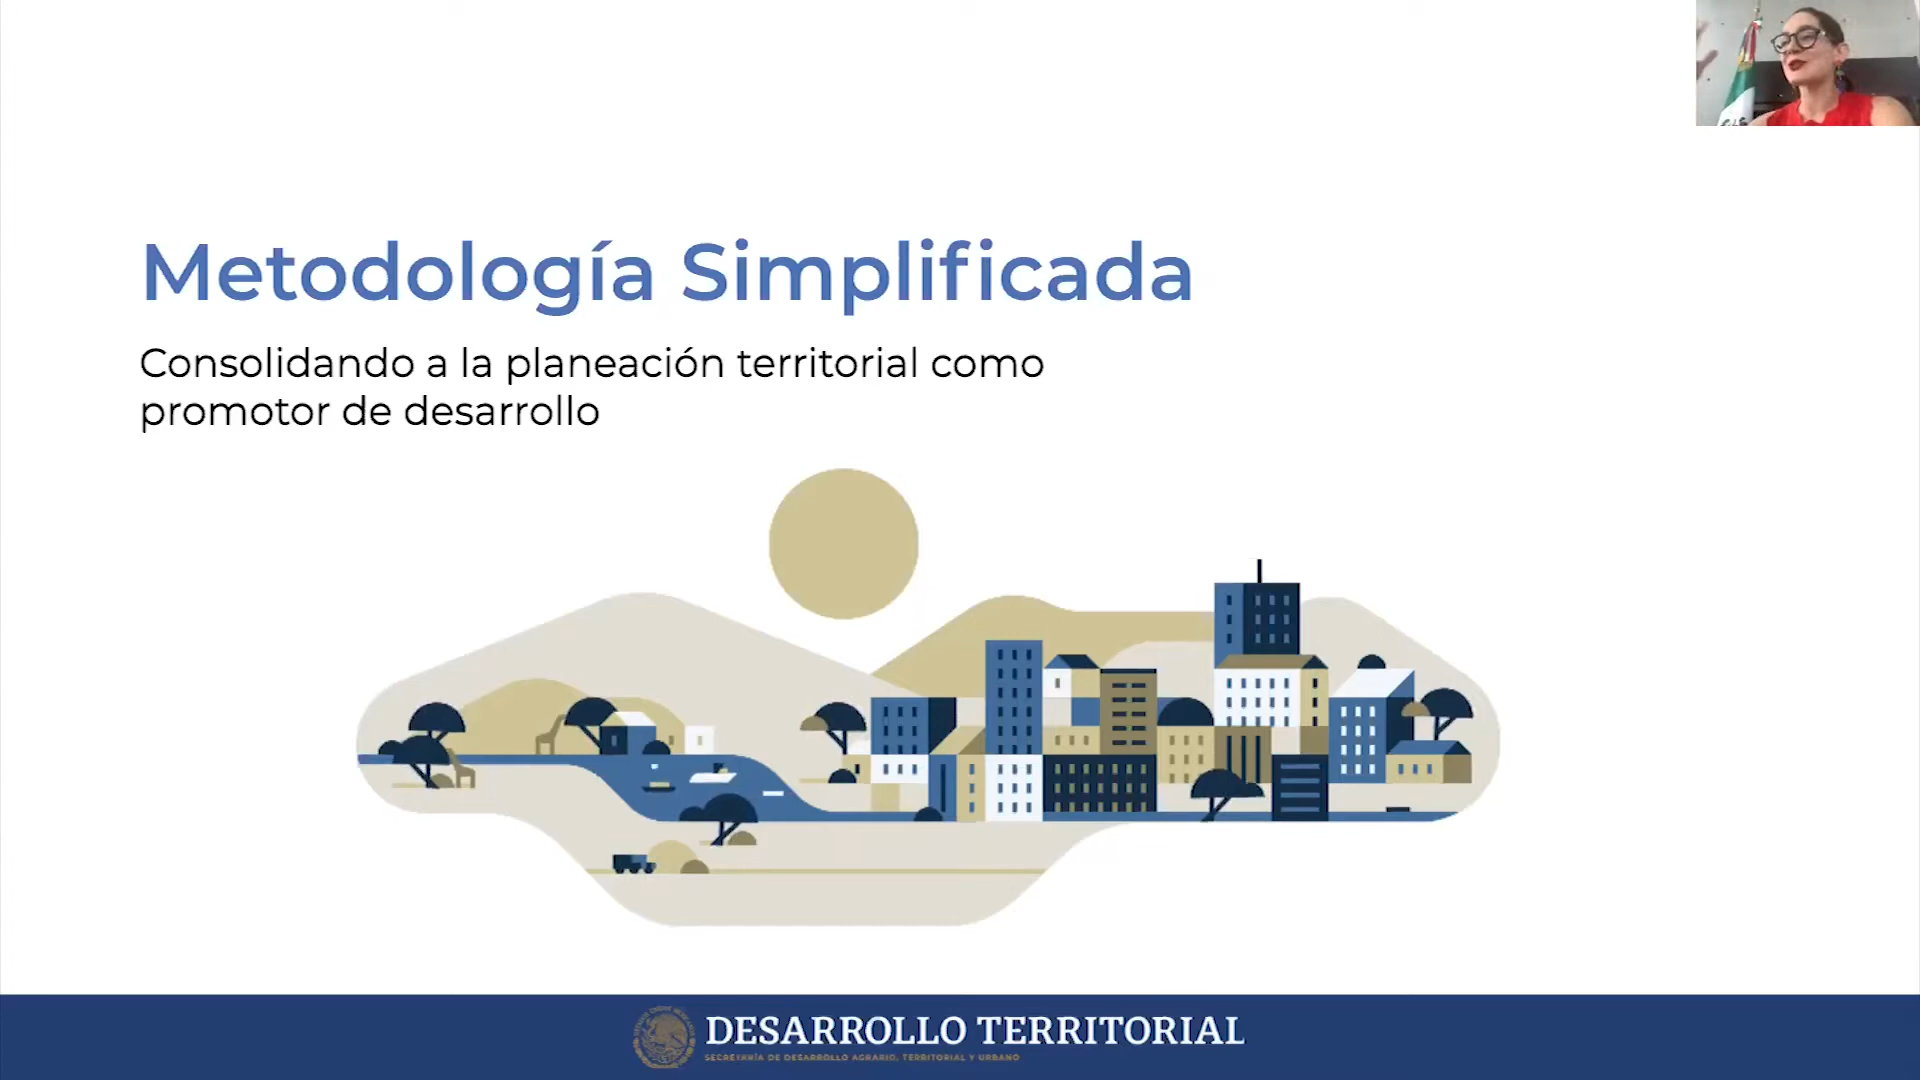 Metodología Simplificada
Consolidando a la planeación territorial como
promotor de desarrollo
DESARROLLO TERRITORIAL
SECRETARÍA DE DESARROLLO AGRARIO, TERRITORIAL Y URBANO